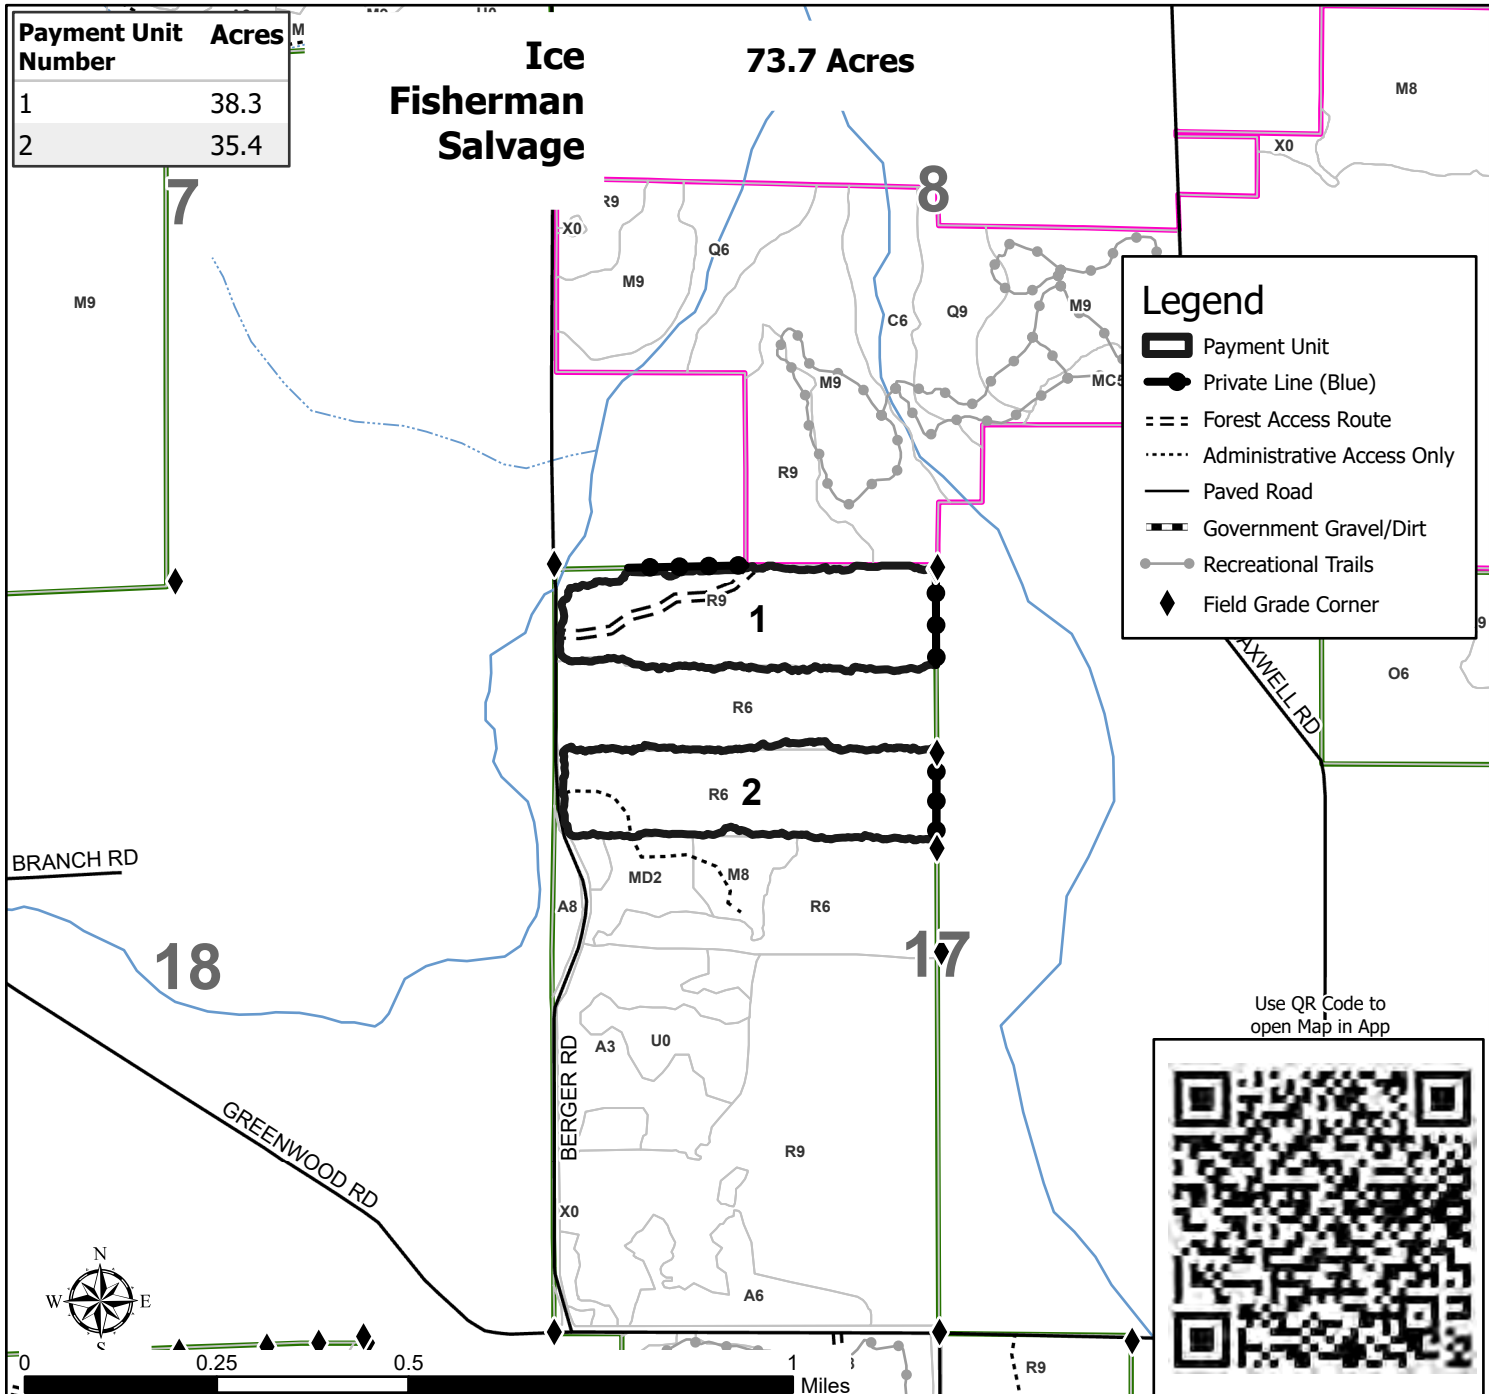 Payment Unit Number Acres
1 38.3
2 35.4
Ice
Fisherman
Salvage
73.7 Acres
M
7
8
M8
X0
R9
X0
Q6
M9
M9
C6
Q9
M9
M9
MC5
R9
Legend
Payment Unit
Private Line (Blue)
Forest Access Route
Administrative Access Only
Paved Road
Government Gravel/Dirt
Recreational Trails
Field Grade Corner
9
R9
1
AXWELL RD
O6
R6
R6
2
BRANCH RD
MD2
M8
A8
R6
18
17
Use QR Code to
open Map in App
A3
U0
BERGER RD
GREENWOOD RD
R9
X0
A6
N
W
E
S
R9
0 0.25 0.5 1
Miles